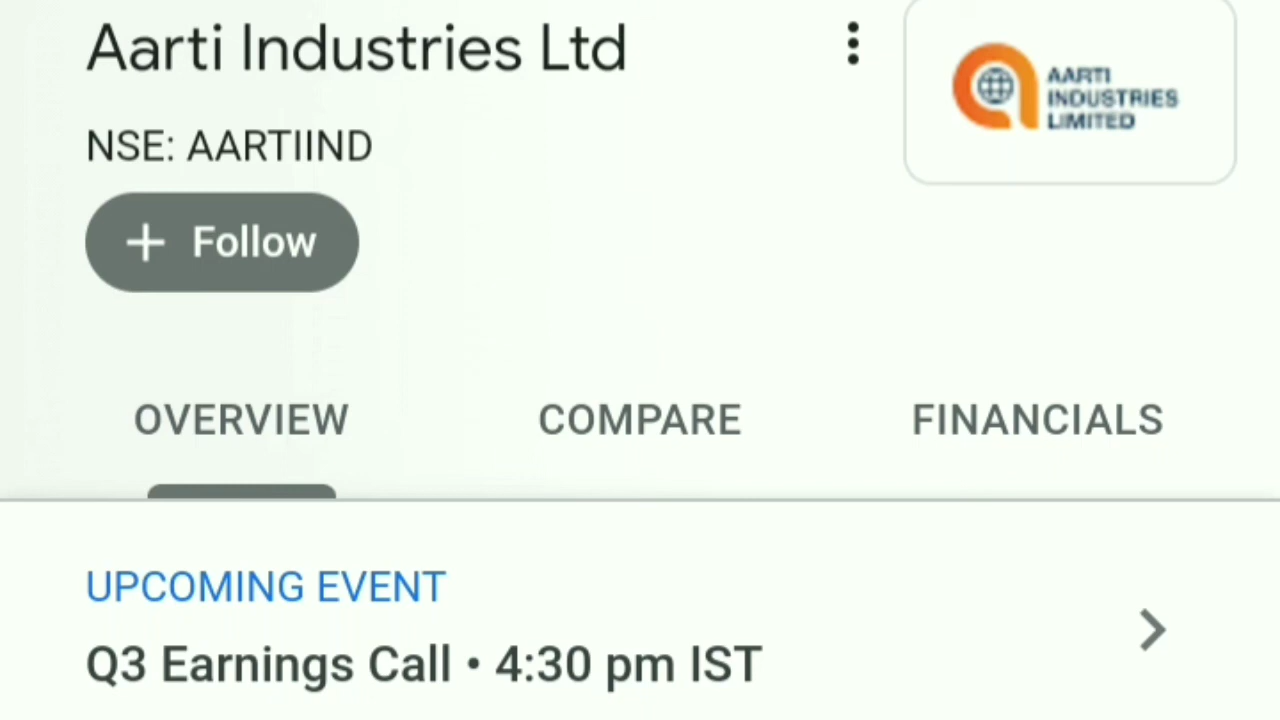 Aarti Industries Ltd
AARTI
INDUSTRIES
LIMITED
NSE: AARTIIND
+ Follow
OVERVIEW COMPARE FINANCIALS
UPCOMING EVENT
Q3 Earnings Call • 4:30 pm IST